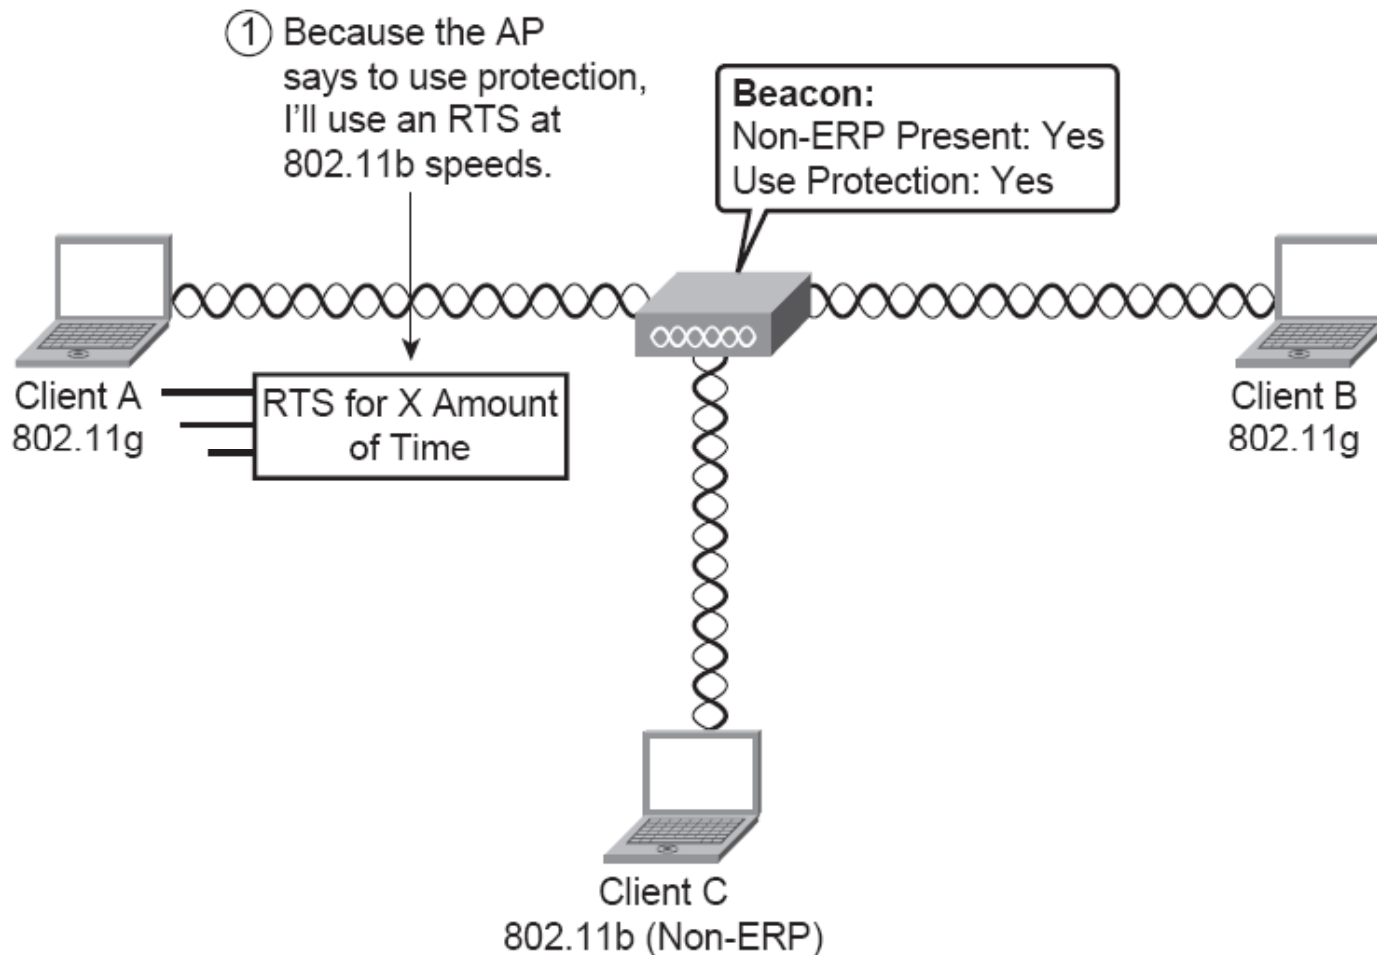 1 Because the AP
says to use protection,
I'll use an RTS at
802.11b speeds.
Beacon:
Non-ERP Present: Yes
Use Protection: Yes
Client A
802.11g
RTS for X Amount
of Time
Client B
802.11g
Client C
802.11b (Non-ERP)